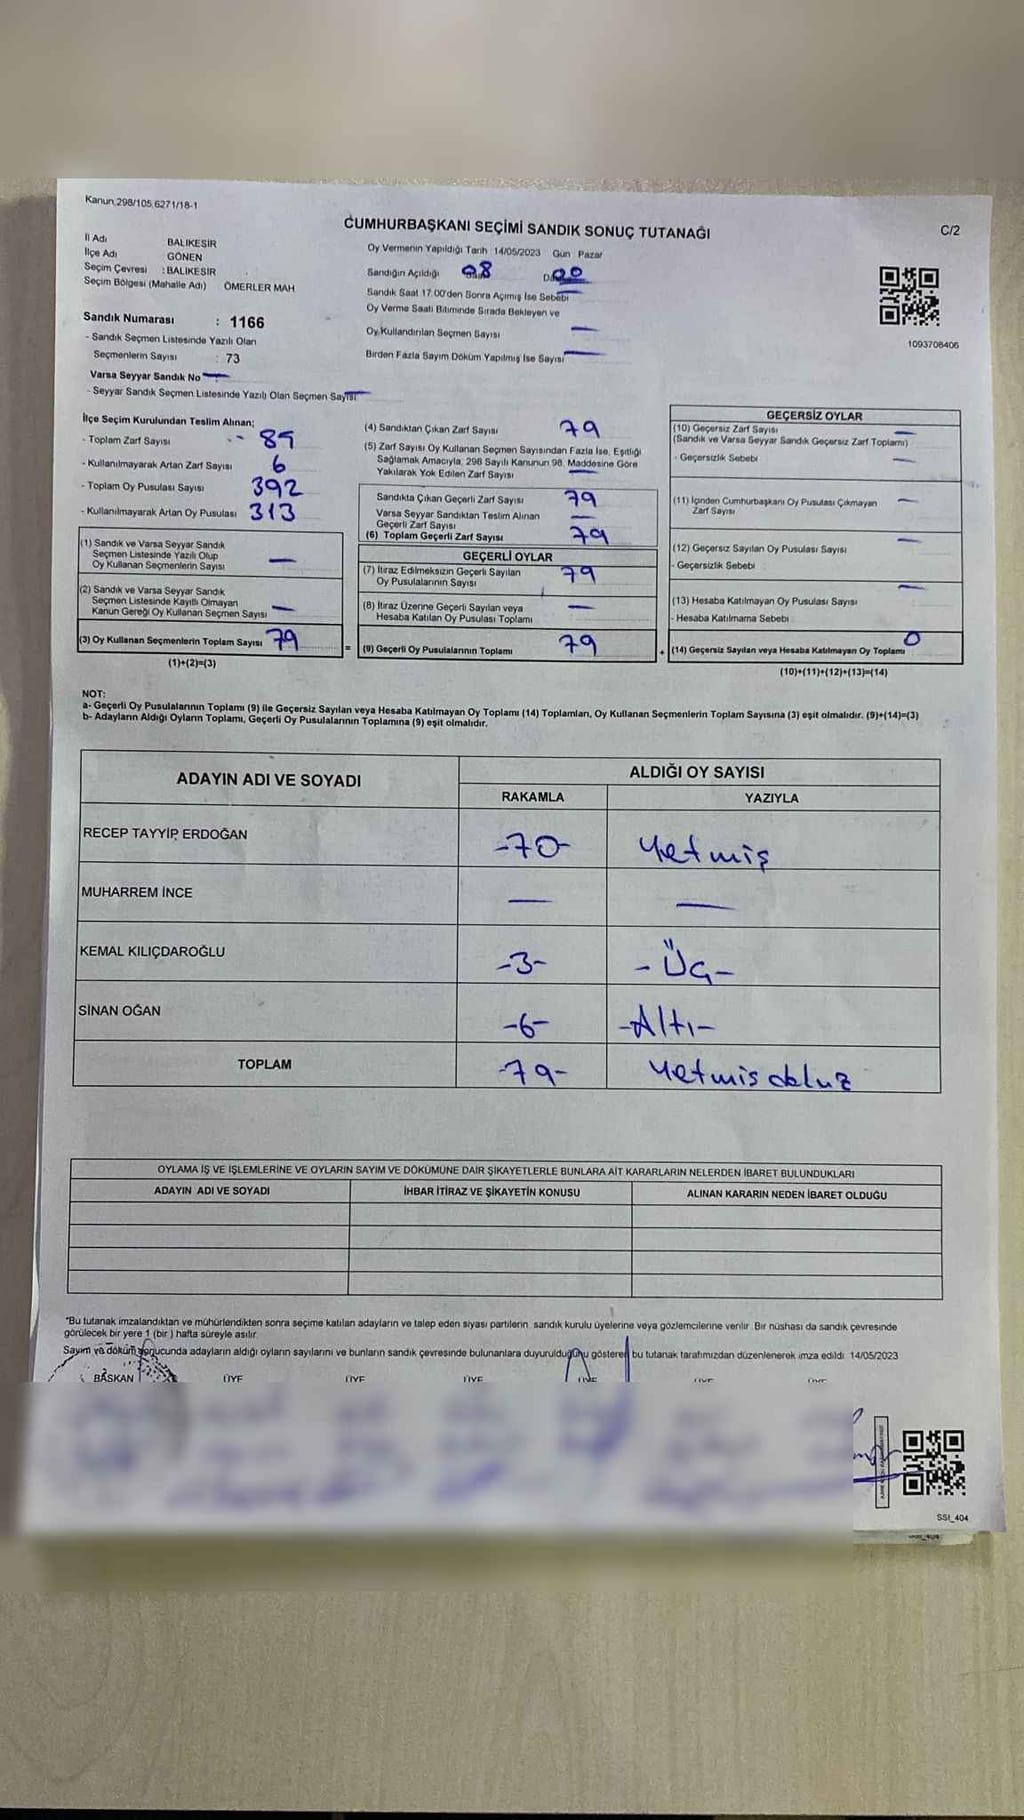 Kanun,298/105,6271/18-1
CUMHURBAŞKANI SEÇİMİ SANDIK SONUÇ TUTANAĞI
C/2
İl Adı BALIKESİR
İlçe Adı GÖNEN
Seçim Çevresi : BALIKESİR
Seçim Bölgesi (Mahalle Adı) ÖMERLER MAH
Oy Vermenin Yapıldığı Tarih 14/05/2023 Gün Pazar
Sandığın Açıldığı 08 00
Sandık Saat 17:00'den Sonra Açımış İse Sebebi
Oy Verme Saati Bitiminde Sırada Bekleyen ve
Oy Kullandırılan Seçmen Sayısı —
Birden Fazla Sayım Döküm Yapılmış İse Sayısı —
1093708406
Sandık Numarası : 1166
- Sandık Seçmen Listesinde Yazılı Olan
Seçmenlerin Sayısı : 73
Varsa Seyyar Sandık No —
- Seyyar Sandık Seçmen Listesinde Yazılı Olan Seçmen Sayısı —
İlçe Seçim Kurulundan Teslim Alınan;
- Toplam Zarf Sayısı
- Kullanılmayarak Artan Zarf Sayısı 6
- Toplam Oy Pusulası Sayısı 392
- Kullanılmayarak Artan Oy Pusulası 313
(1) Sandık ve Varsa Seyyar Sandık
Seçmen Listesinde Yazılı Olup
Oy Kullanan Seçmenlerin Sayısı —
(2) Sandık ve Varsa Seyyar Sandık
Seçmen Listesinde Kayıtlı Olmayan
Kanun Gereği Oy Kullanan Seçmen Sayısı —
(3) Oy Kullanan Seçmenlerin Toplam Sayısı 79
(1)+(2)=(3)
(4) Sandıktan Çıkan Zarf Sayısı 79
(5) Zarf Sayısı Oy Kullanan Seçmen Sayısından Fazla İse, Eşitliği
Sağlamak Amacıyla, 298 Sayılı Kanunun 98. Maddesine Göre
Yakılarak Yok Edilen Zarf Sayısı —
Sandıkta Çıkan Geçerli Zarf Sayısı 79
Varsa Seyyar Sandıktan Teslim Alınan
Geçerli Zarf Sayısı —
(6) Toplam Geçerli Zarf Sayısı 79
GEÇERLİ OYLAR
(7) İtiraz Edilmeksizin Geçerli Sayılan
Oy Pusulalarının Sayısı 79
(8) İtiraz Üzerine Geçerli Sayılan veya
Hesaba Katılan Oy Pusulası Toplamı —
= (9) Geçerli Oy Pusulalarının Toplamı 79
GEÇERSİZ OYLAR
(10) Geçersiz Zarf Sayısı —
(Sandık ve Varsa Seyyar Sandık Geçersiz Zarf Toplamı)
- Geçersizlik Sebebi —
(11) İçinden Cumhurbaşkanı Oy Pusulası Çıkmayan —
Zarf Sayısı
(12) Geçersiz Sayılan Oy Pusulası Sayısı —
- Geçersizlik Sebebi
(13) Hesaba Katılmayan Oy Pusulası Sayısı —
- Hesaba Katılmama Sebebi
+ (14) Geçersiz Sayılan veya Hesaba Katılmayan Oy Toplamı 0
(10)+(11)+(12)+(13)=(14)
NOT:
a- Geçerli Oy Pusulalarının Toplamı (9) ile Geçersiz Sayılan veya Hesaba Katılmayan Oy Toplamı (14) Toplamları, Oy Kullanan Seçmenlerin Toplam Sayısına (3) eşit olmalıdır. (9)+(14)=(3)
b- Adayların Aldığı Oyların Toplamı, Geçerli Oy Pusulalarının Toplamına (9) eşit olmalıdır.
ADAYIN ADI VE SOYADI ALDIĞI OY SAYISI
RAKAMLA YAZIYLA
RECEP TAYYİP ERDOĞAN -70- Yetmiş
MUHARREM İNCE — —
KEMAL KILIÇDAROĞLU -3- -Üç-
SİNAN OĞAN -6- -Altı-
TOPLAM -79- Yetmiş dokuz
OYLAMA İŞ VE İŞLEMLERİNE VE OYLARIN SAYIM VE DÖKÜMÜNE DAİR ŞİKAYETLERLE BUNLARA AİT KARARLARIN NELERDEN İBARET BULUNDUKLARI
ADAYIN ADI VE SOYADI İHBAR İTİRAZ VE ŞİKAYETİN KONUSU ALINAN KARARIN NEDEN İBARET OLDUĞU
*Bu tutanak imzalandıktan ve mühürlendikten sonra seçime katılan adayların ve talep eden siyasi partilerin sandık kurulu üyelerine veya gözlemcilerine verilir. Bir nüshası da sandık çevresinde
görülecek bir yere 1 (bir) hafta süreyle asılır.
Sayım ve döküm sonucunda adayların aldığı oyların sayılarını ve bunların sandık çevresinde bulunanlara duyurulduğunu gösteren bu tutanak tarafımızdan düzenlenerek imza edildi. 14/05/2023
BAŞKAN ÜYE ÜYE ÜYE ÜYE ÜYE ÜYE
SSI_404